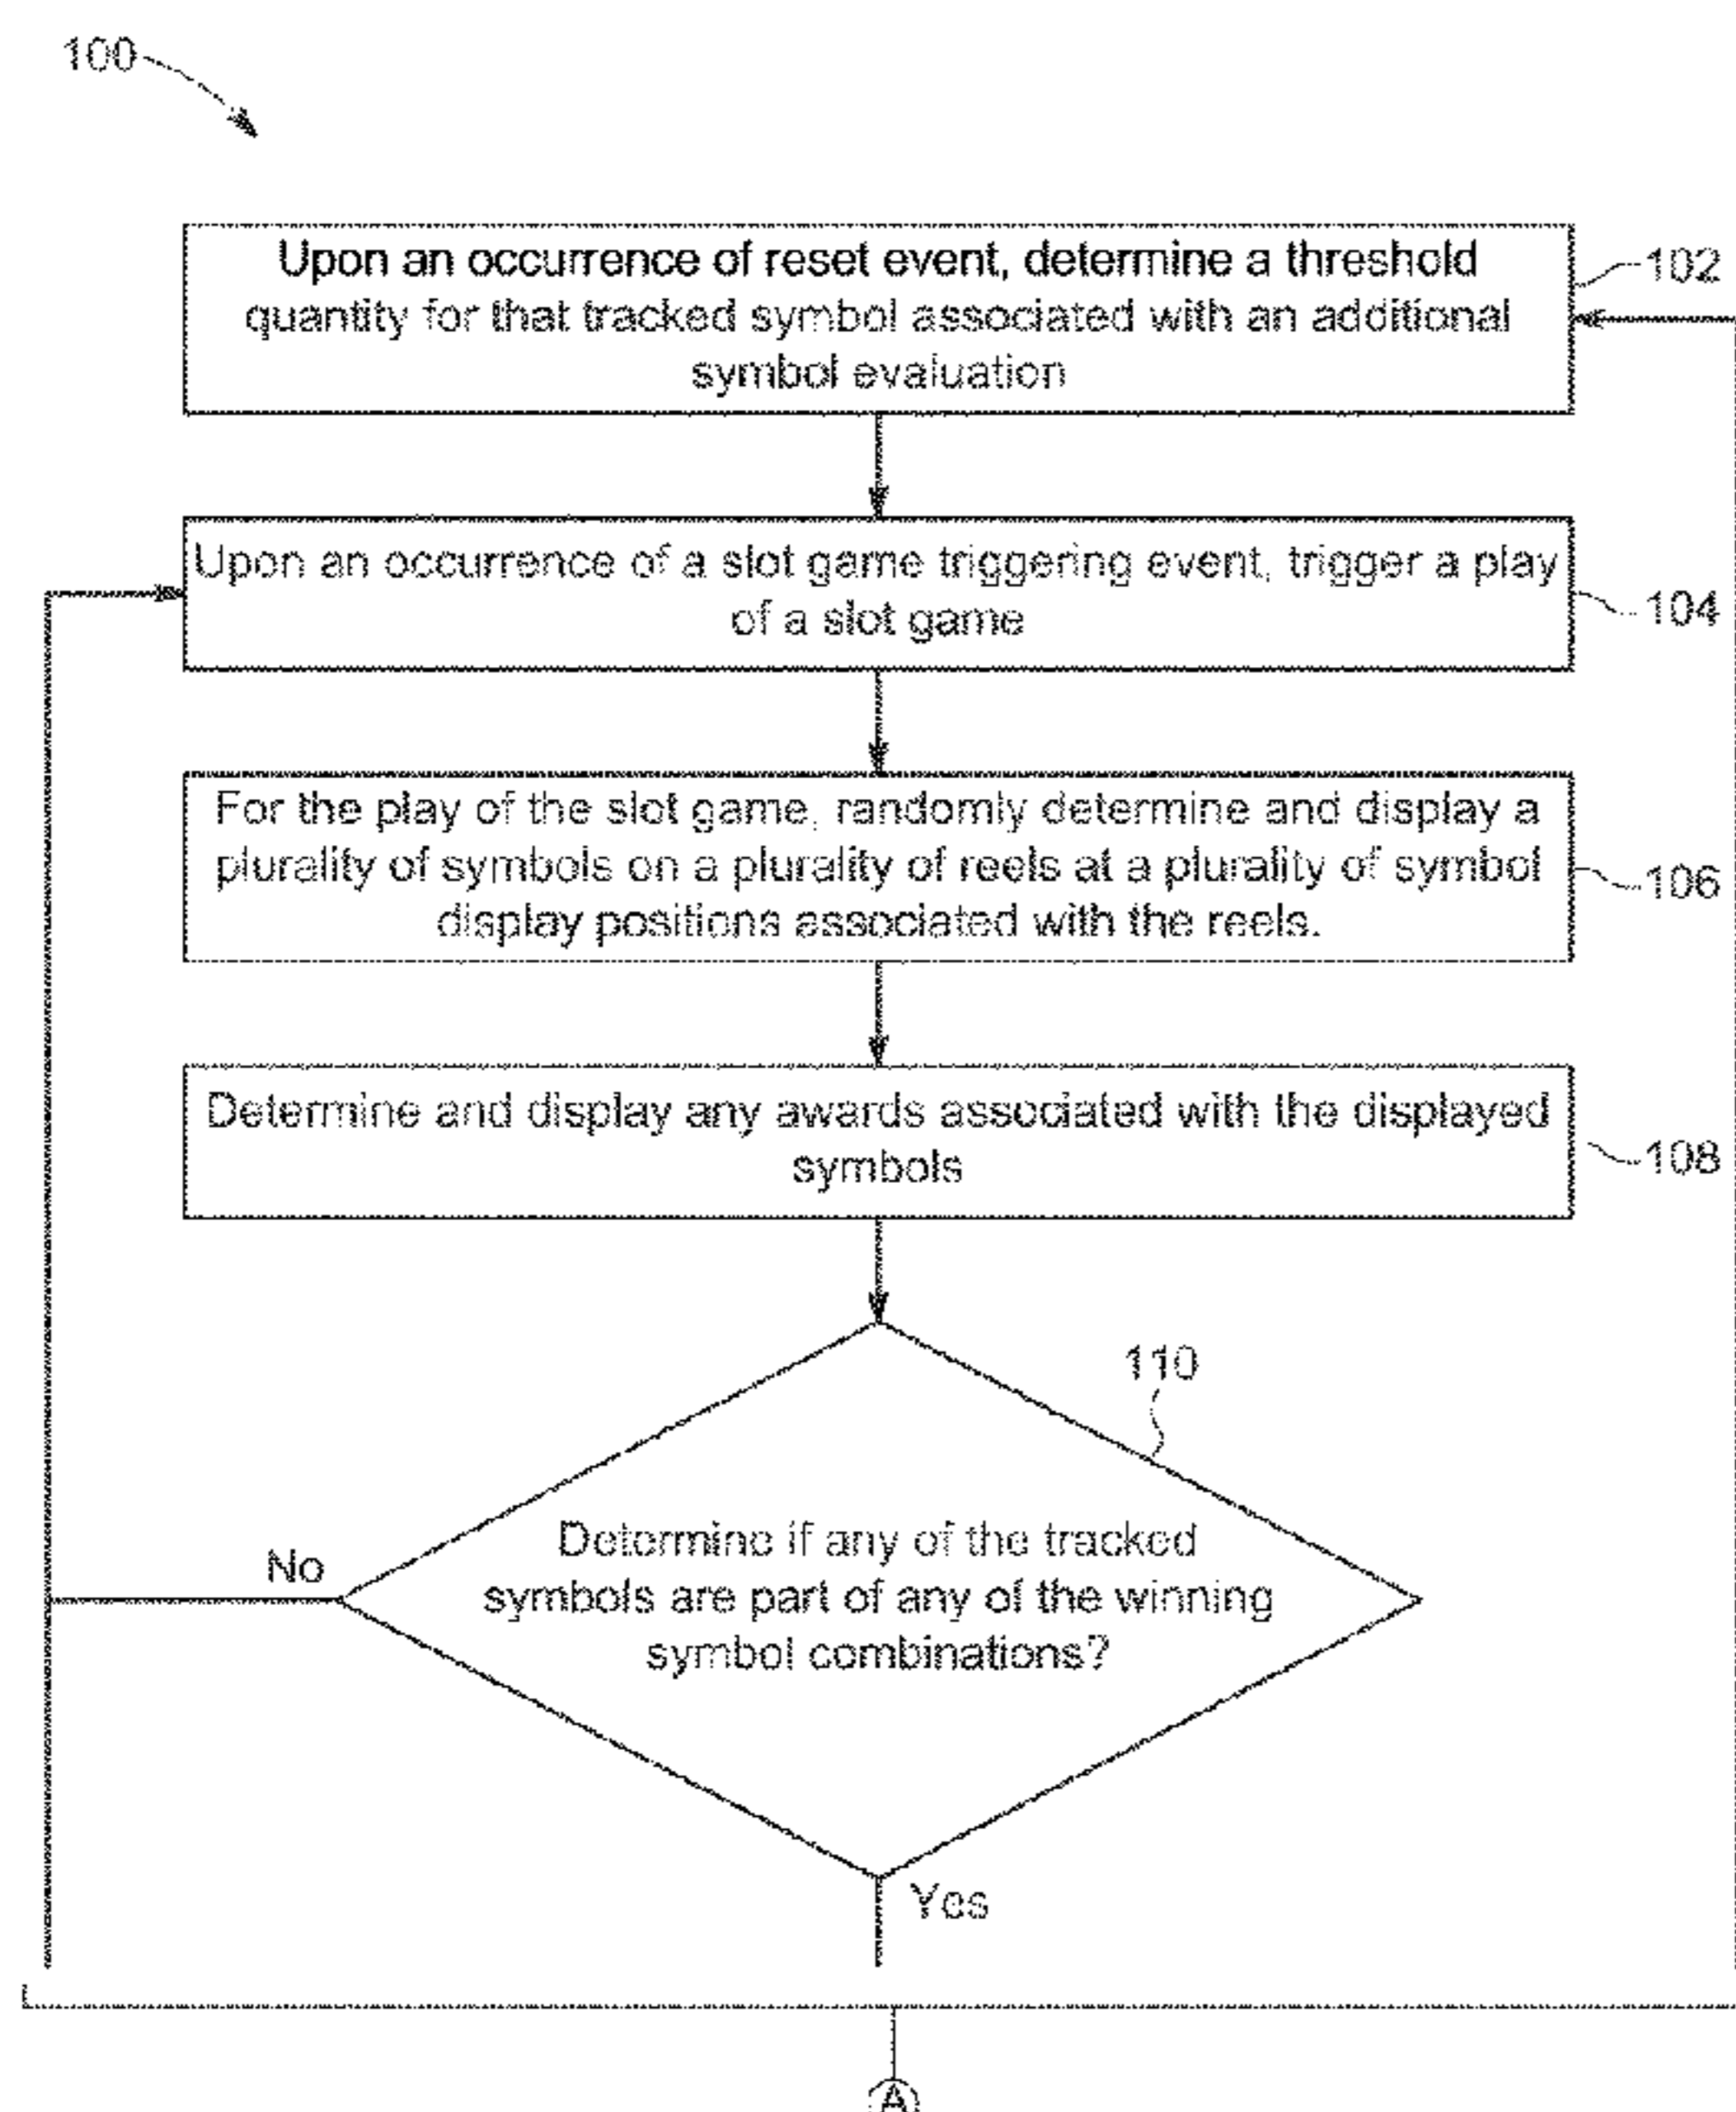 100
Upon an occurrence of reset event, determine a threshold
quantity for that tracked symbol associated with an additional
symbol evaluation
102
Upon an occurrence of a slot game triggering event, trigger a play
of a slot game
104
For the play of the slot game, randomly determine and display a
plurality of symbols on a plurality of reels at a plurality of symbol
display positions associated with the reels.
106
Determine and display any awards associated with the displayed
symbols
108
110
Determine if any of the tracked
symbols are part of any of the winning
symbol combinations?
No
Yes
A